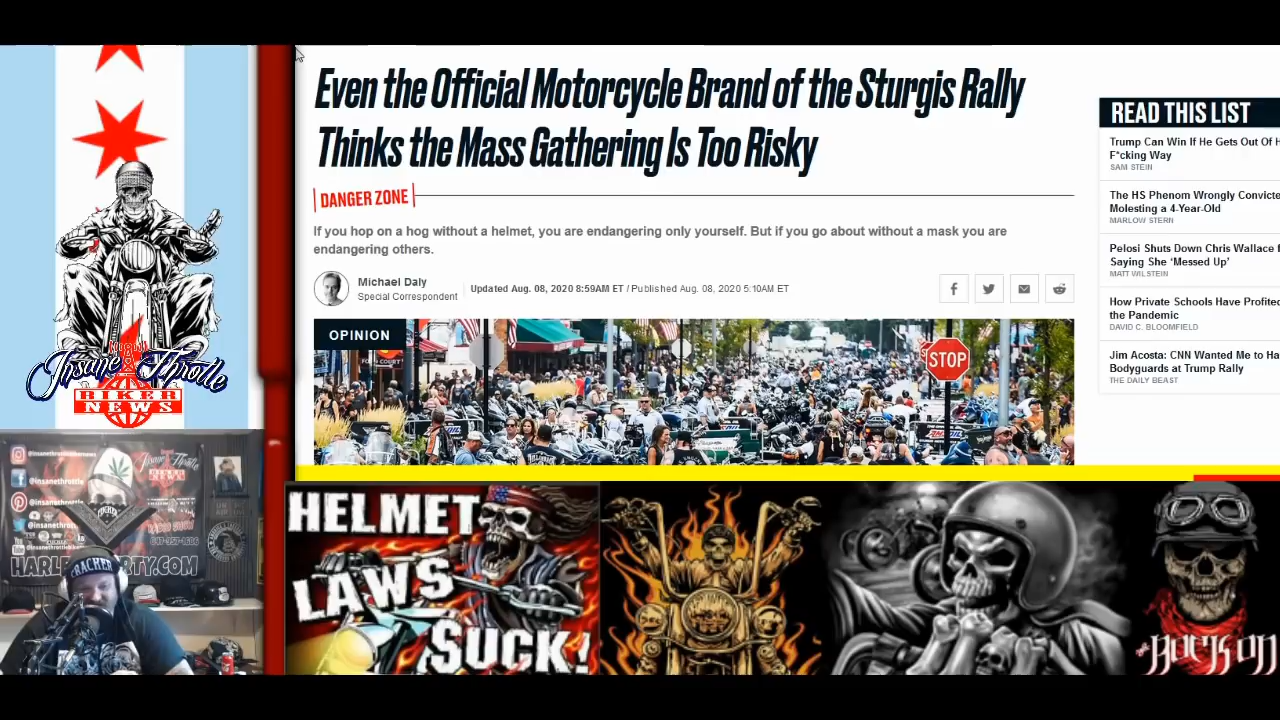 Even the Official Motorcycle Brand of the Sturgis Rally
Thinks the Mass Gathering Is Too Risky
DANGER ZONE
If you hop on a hog without a helmet, you are endangering only yourself. But if you go about without a mask you are
endangering others.
Michael Daly
Special Correspondent
Updated Aug. 08, 2020 8:59AM ET / Published Aug. 08, 2020 5:10AM ET
OPINION
STOP
READ THIS LIST
Trump Can Win If He Gets Out Of H
F*cking Way
SAM STEIN
The HS Phenom Wrongly Convicte
Molesting a 4-Year-Old
MARLOW STERN
Pelosi Shuts Down Chris Wallace f
Saying She ‘Messed Up’
MATT WILSTEIN
How Private Schools Have Profite
the Pandemic
DAVID C. BLOOMFIELD
Jim Acosta: CNN Wanted Me to Ha
Bodyguards at Trump Rally
THE DAILY BEAST
Insane Throttle
BIKER
NEWS
@insanethrottlebikernews
@insanethrottle
CRACHER
HELMET
LAWS
SUCK!
ROCK ON